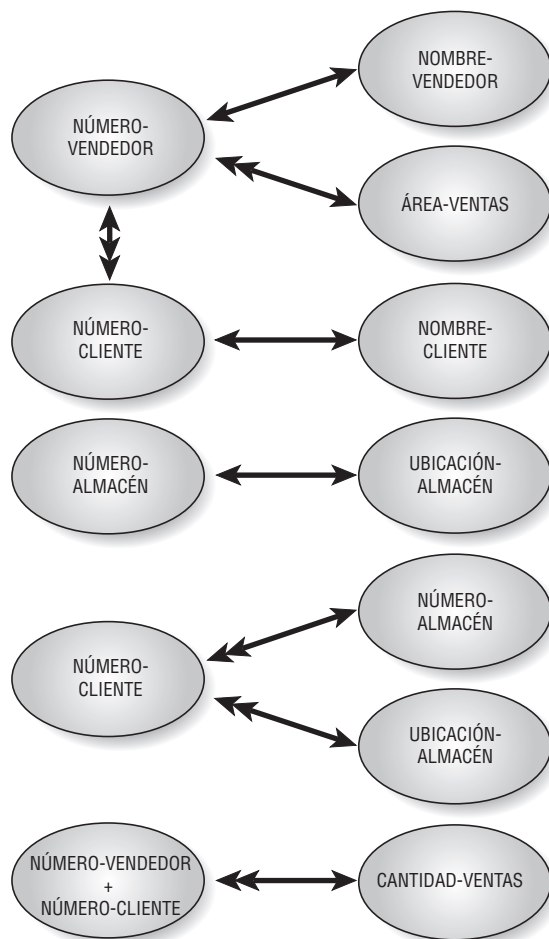 NOMBRE-
VENDEDOR
NÚMERO-
VENDEDOR
ÁREA-VENTAS
NÚMERO-
CLIENTE
NOMBRE-
CLIENTE
NÚMERO-
ALMACÉN
UBICACIÓN-
ALMACÉN
NÚMERO-
ALMACÉN
NÚMERO-
CLIENTE
UBICACIÓN-
ALMACÉN
NÚMERO-VENDEDOR
+
NÚMERO-CLIENTE
CANTIDAD-VENTAS